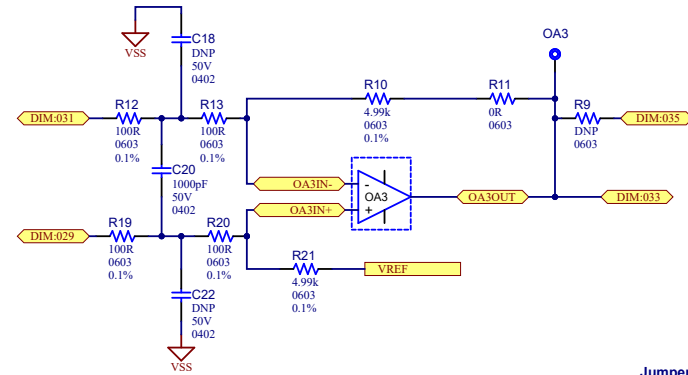 C18
DNP
50V
0402
VSS
OA3
R12
100R
0603
0.1%
R13
100R
0603
0.1%
R10
4.99k
0603
0.1%
R11
0R
0603
R9
DNP
0603
DIM:031
DIM:035
C20
1000pF
50V
0402
OA3IN-
OA3IN+
-
OA3
+
OA3OUT
DIM:033
R19
100R
0603
0.1%
R20
100R
0603
0.1%
DIM:029
R21
4.99k
0603
0.1%
VREF
C22
DNP
50V
0402
VSS
Jumper